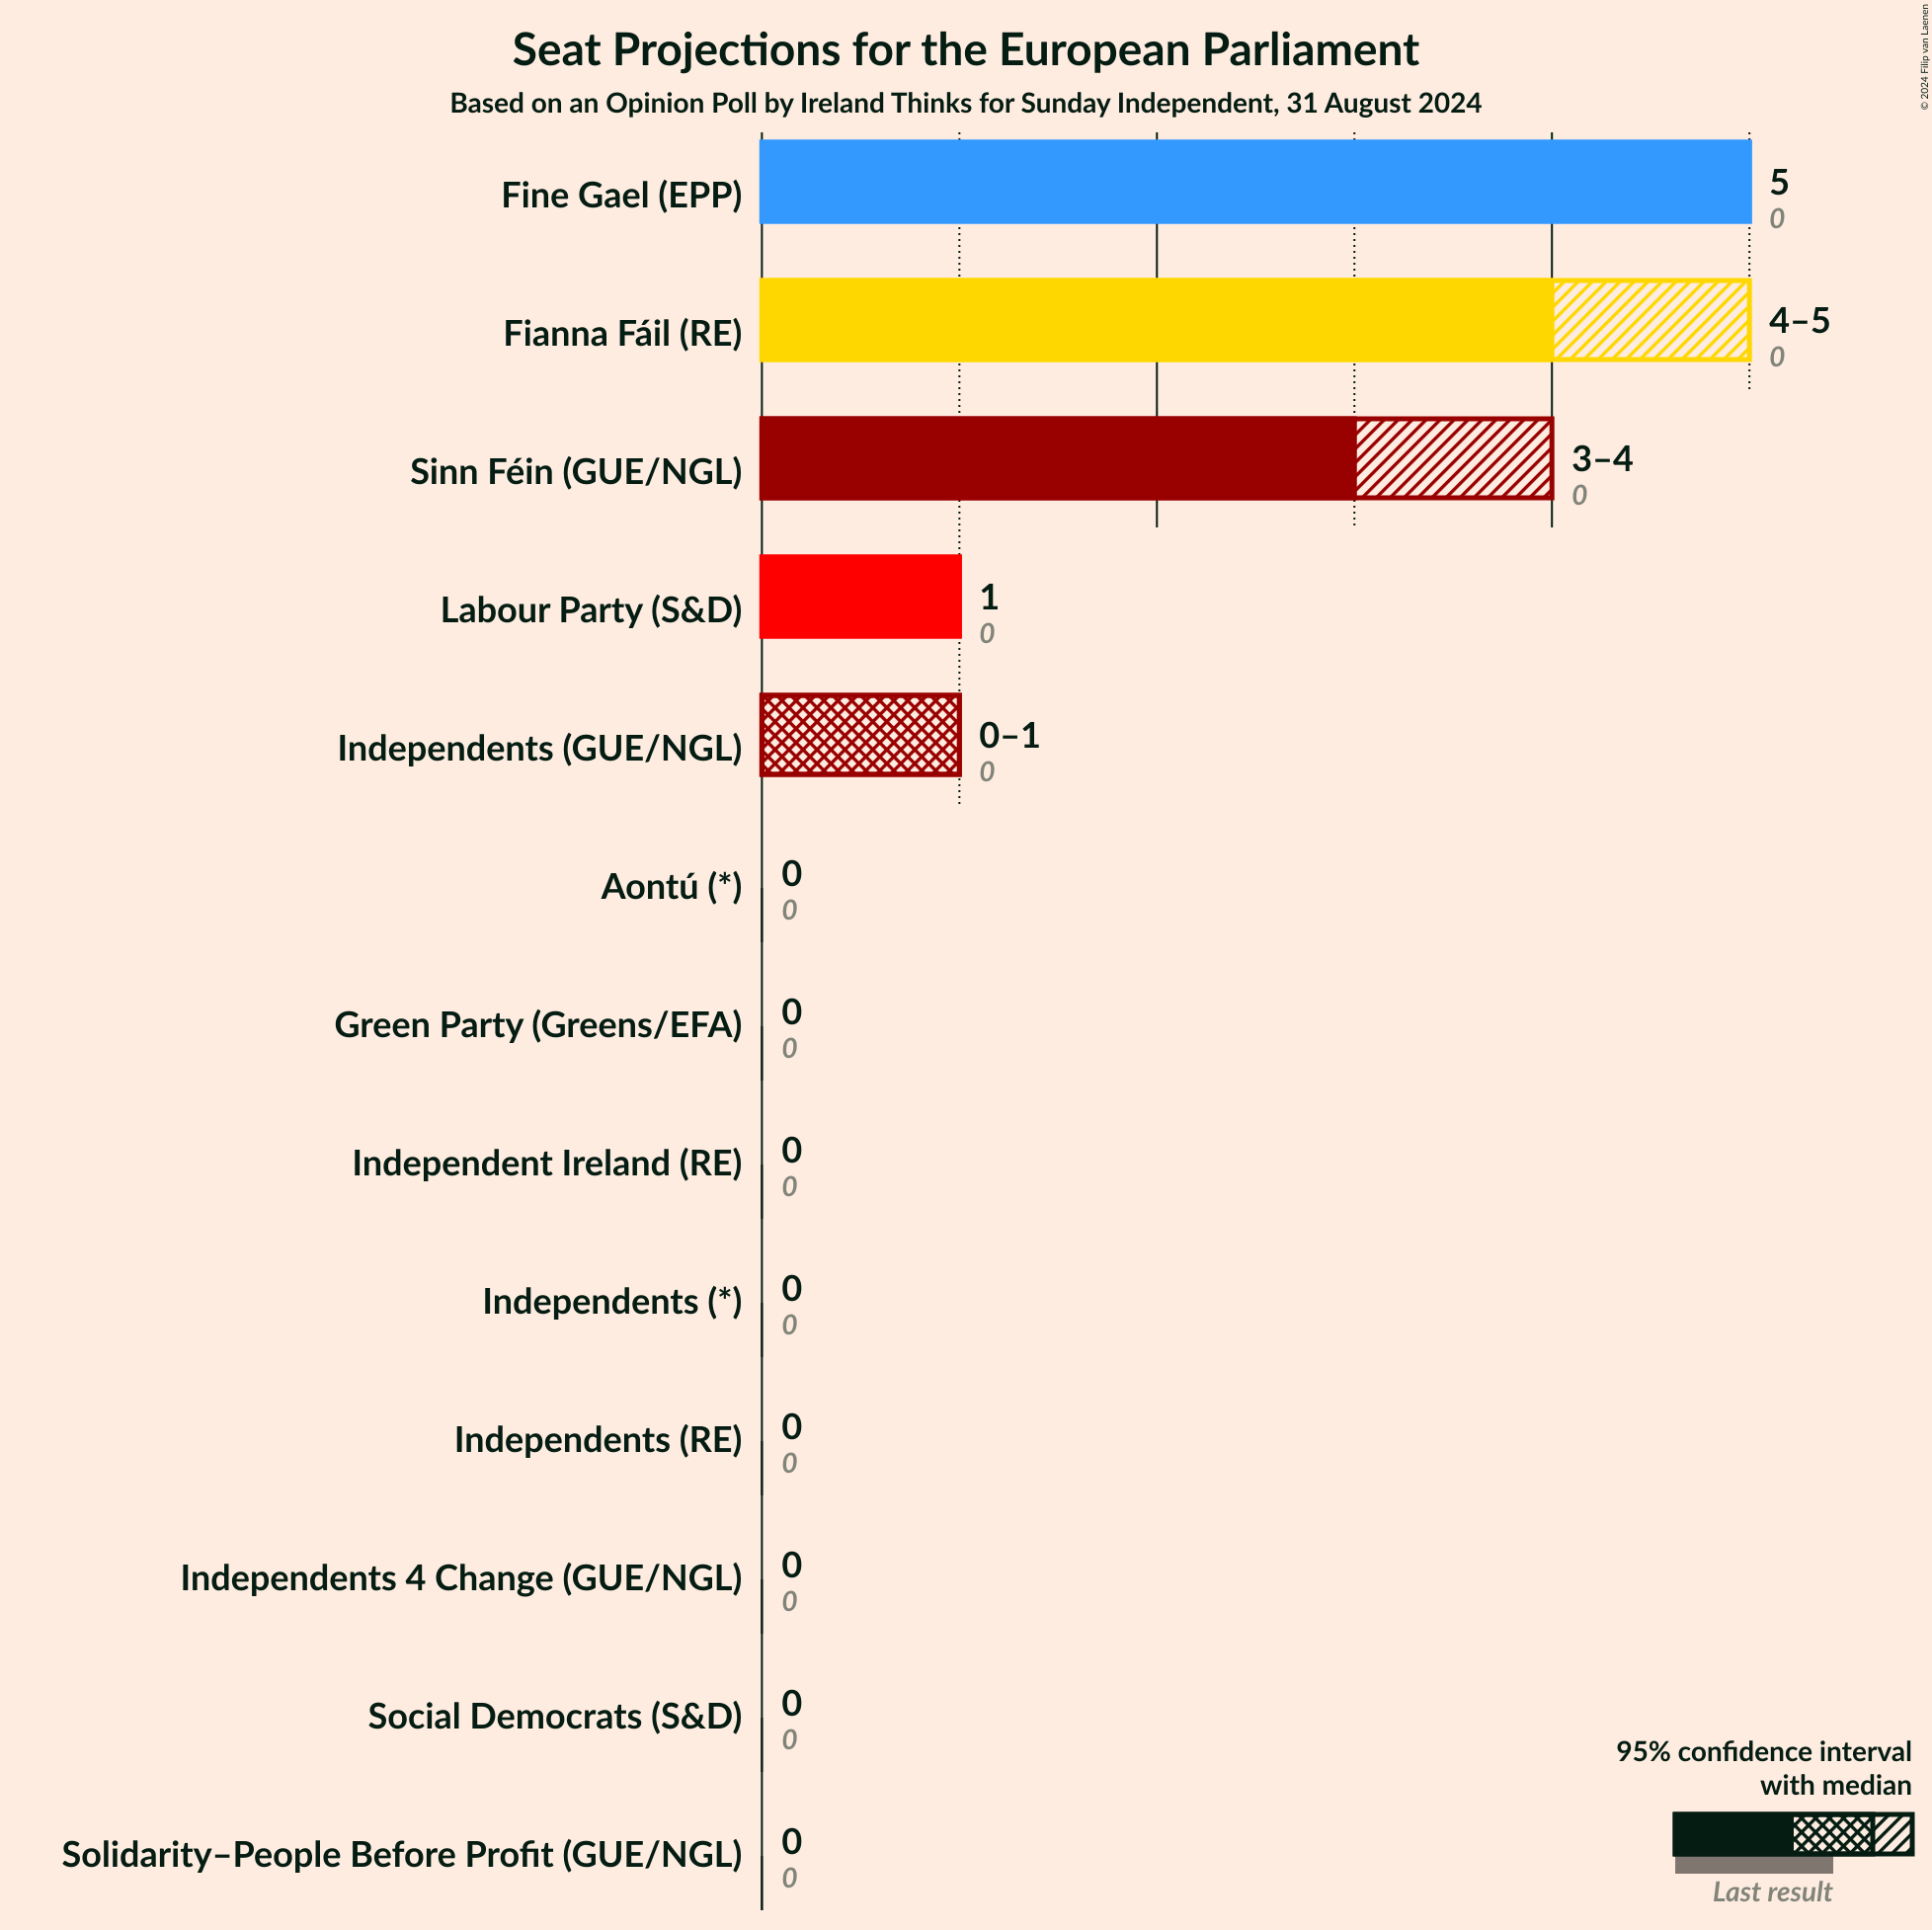 Seat Projections for the European Parliament
Based on an Opinion Poll by Ireland Thinks for Sunday Independent, 31 August 2024
© 2024 Filip van Laenen
Fine Gael (EPP)
5
0
Fianna Fáil (RE)
4–5
0
Sinn Féin (GUE/NGL)
3–4
0
Labour Party (S&D)
1
0
Independents (GUE/NGL)
0–1
0
Aontú (*)
0
0
Green Party (Greens/EFA)
0
0
Independent Ireland (RE)
0
0
Independents (*)
0
0
Independents (RE)
0
0
Independents 4 Change (GUE/NGL)
0
0
Social Democrats (S&D)
0
0
Solidarity–People Before Profit (GUE/NGL)
0
0
95% confidence interval
with median
Last result